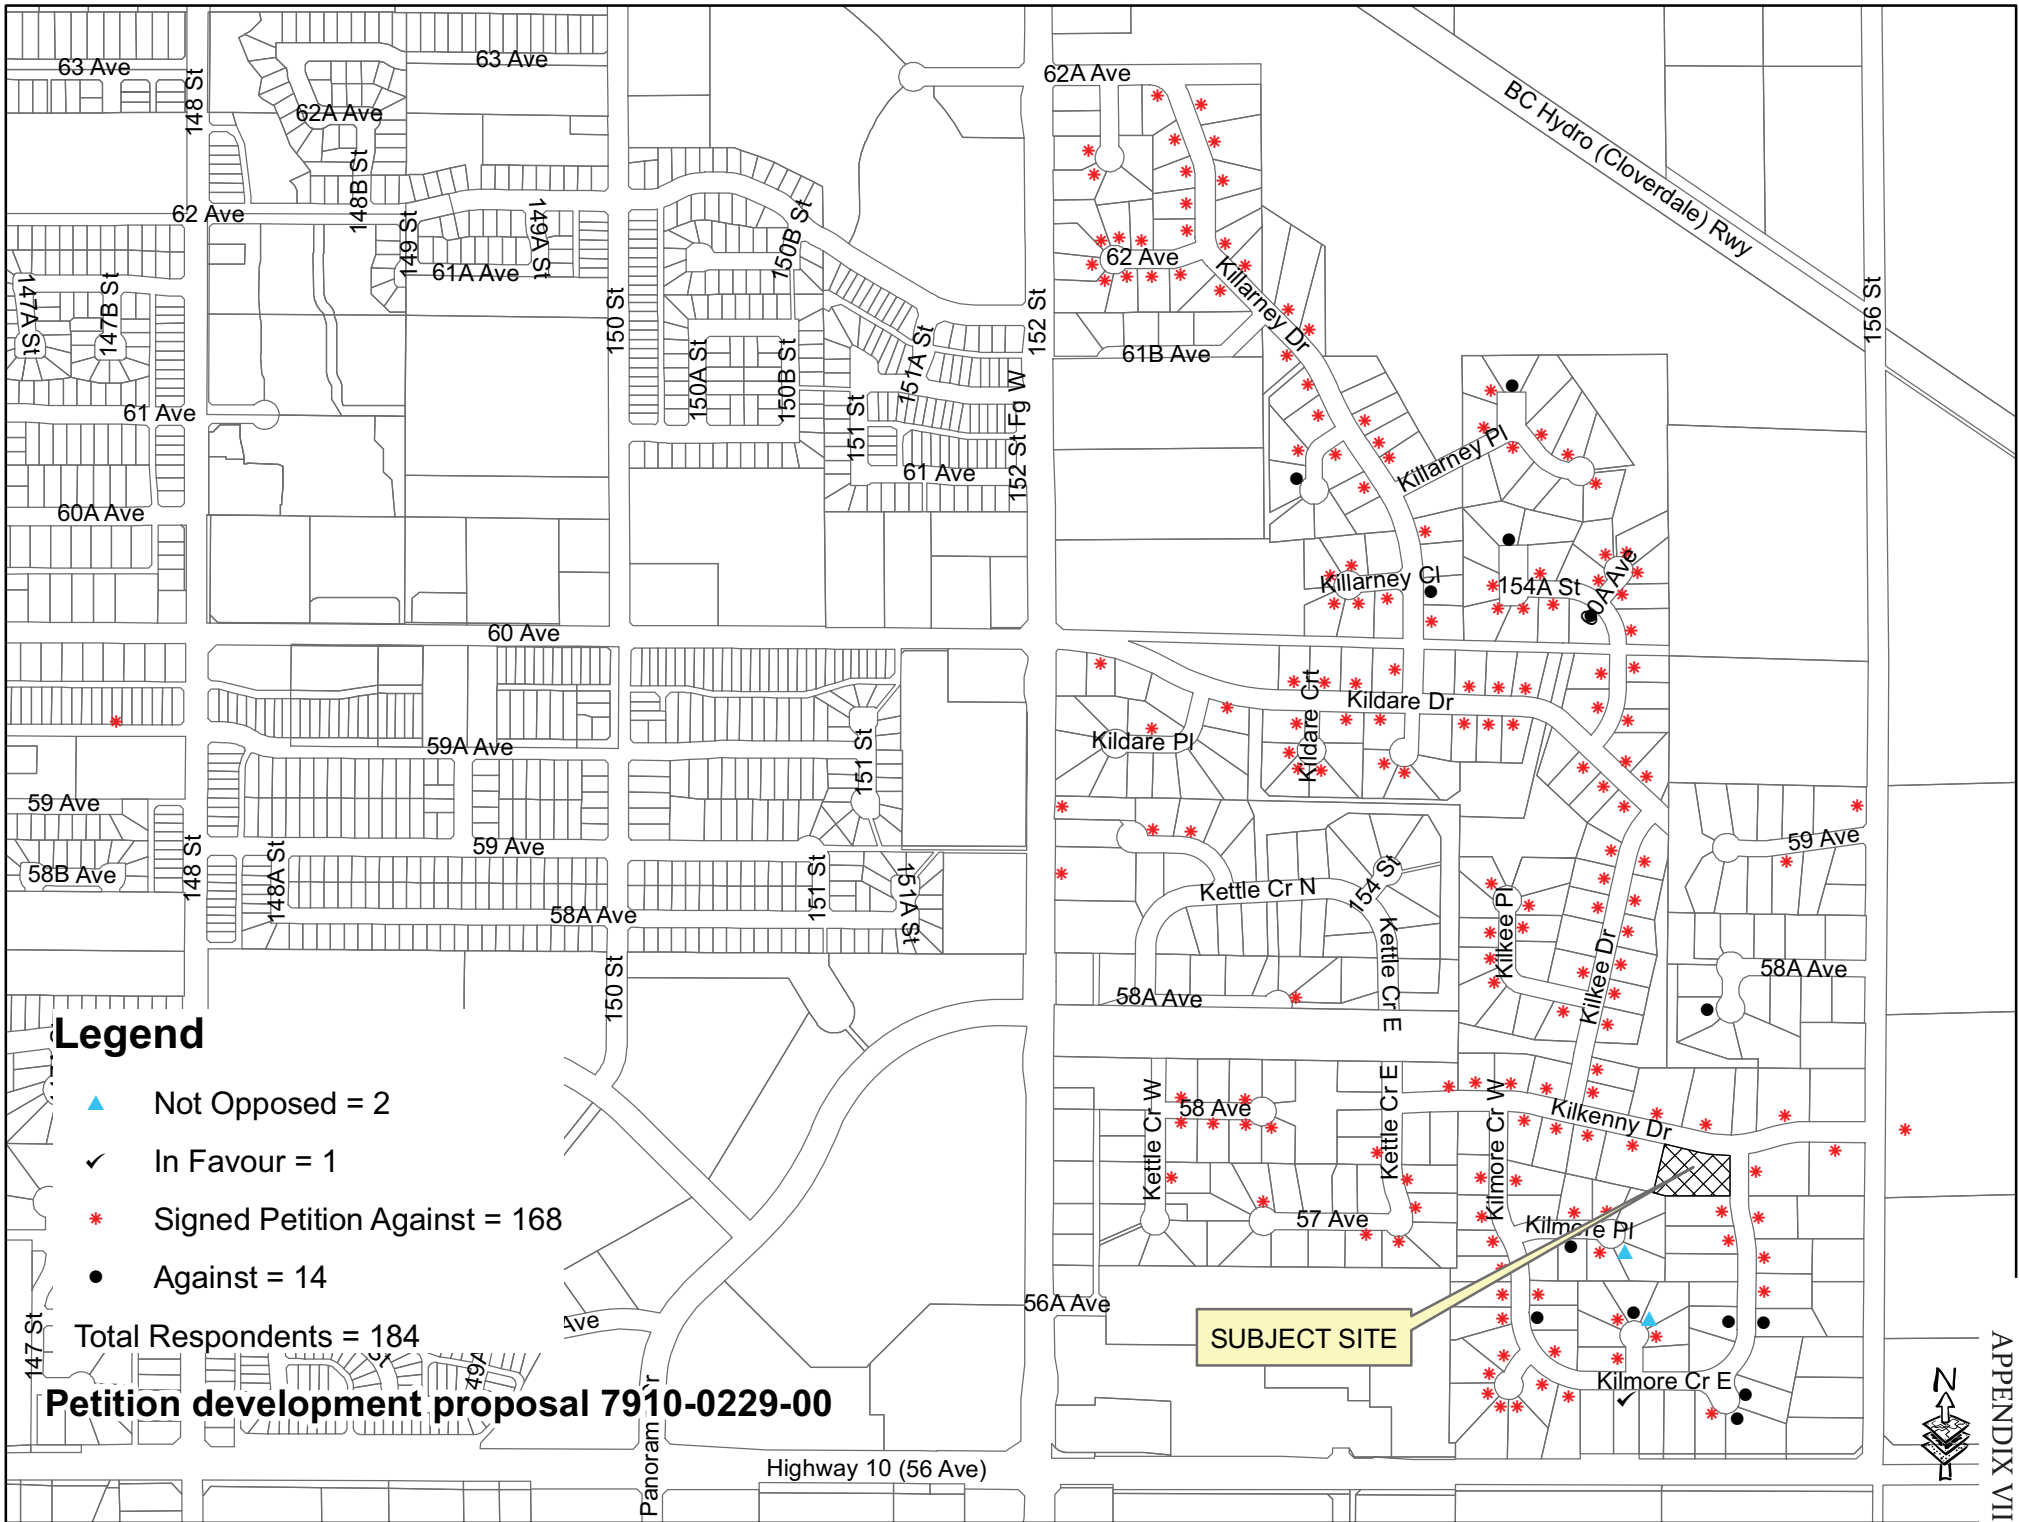 63 Ave
63 Ave
148 St
62A Ave
148B St
62 Ave
149 St
149A St
61A Ave
147A St
147B St
150 St
150B St
150A St
150B St
151A St
151 St
152 St
152 St Fg W
61 Ave
61 Ave
60A Ave
60 Ave
62A Ave
62 Ave
Killarney Dr
61B Ave
BC Hydro (Cloverdale) Rwy
156 St
Killarney Pl
Killarney Cl
154A St
60A Ave
Kildare Crt
Kildare Dr
Kildare Pl
59A Ave
151 St
59 Ave
58B Ave
148 St
148A St
59 Ave
58A Ave
151 St
151A St
150 St
Kettle Cr N
154 St
Kettle Cr E
58A Ave
Kilkee Pl
Kilkee Dr
59 Ave
58A Ave
Kettle Cr W
58 Ave
Kettle Cr E
57 Ave
Kilmore Cr W
Kilkenny Dr
Kilmore Pl
Kilmore Cr E
56A Ave
SUBJECT SITE
Legend
Not Opposed = 2
In Favour = 1
Signed Petition Against = 168
Against = 14
Total Respondents = 184
147 St
Ave
49A
Petition development proposal 7910-0229-00
Highway 10 (56 Ave)
N
APPENDIX VII